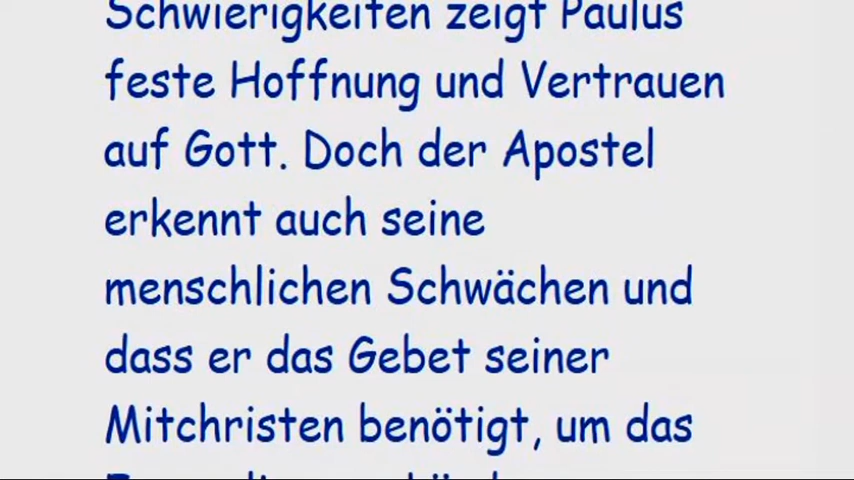 Schwierigkeiten zeigt Paulus
feste Hoffnung und Vertrauen
auf Gott. Doch der Apostel
erkennt auch seine
menschlichen Schwächen und
dass er das Gebet seiner
Mitchristen benötigt, um das